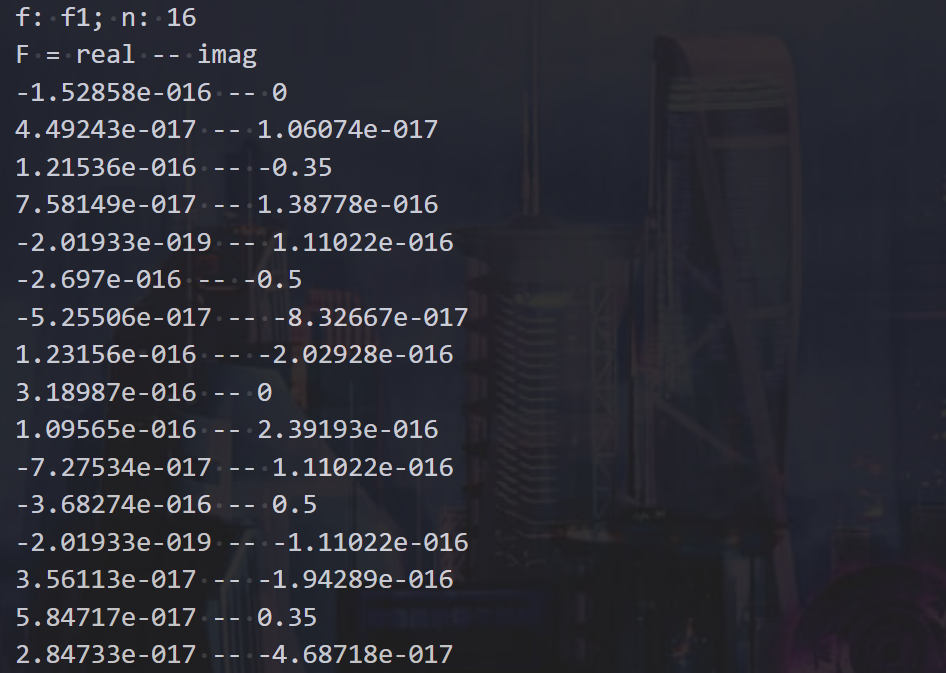 f: f1; n: 16
F = real -- imag
-1.52858e-016 -- 0
4.49243e-017 -- 1.06074e-017
1.21536e-016 -- -0.35
7.58149e-017 -- 1.38778e-016
-2.01933e-019 -- 1.11022e-016
-2.697e-016 -- -0.5
-5.25506e-017 -- -8.32667e-017
1.23156e-016 -- -2.02928e-016
3.18987e-016 -- 0
1.09565e-016 -- 2.39193e-016
-7.27534e-017 -- 1.11022e-016
-3.68274e-016 -- 0.5
-2.01933e-019 -- -1.11022e-016
3.56113e-017 -- -1.94289e-016
5.84717e-017 -- 0.35
2.84733e-017 -- -4.68718e-017